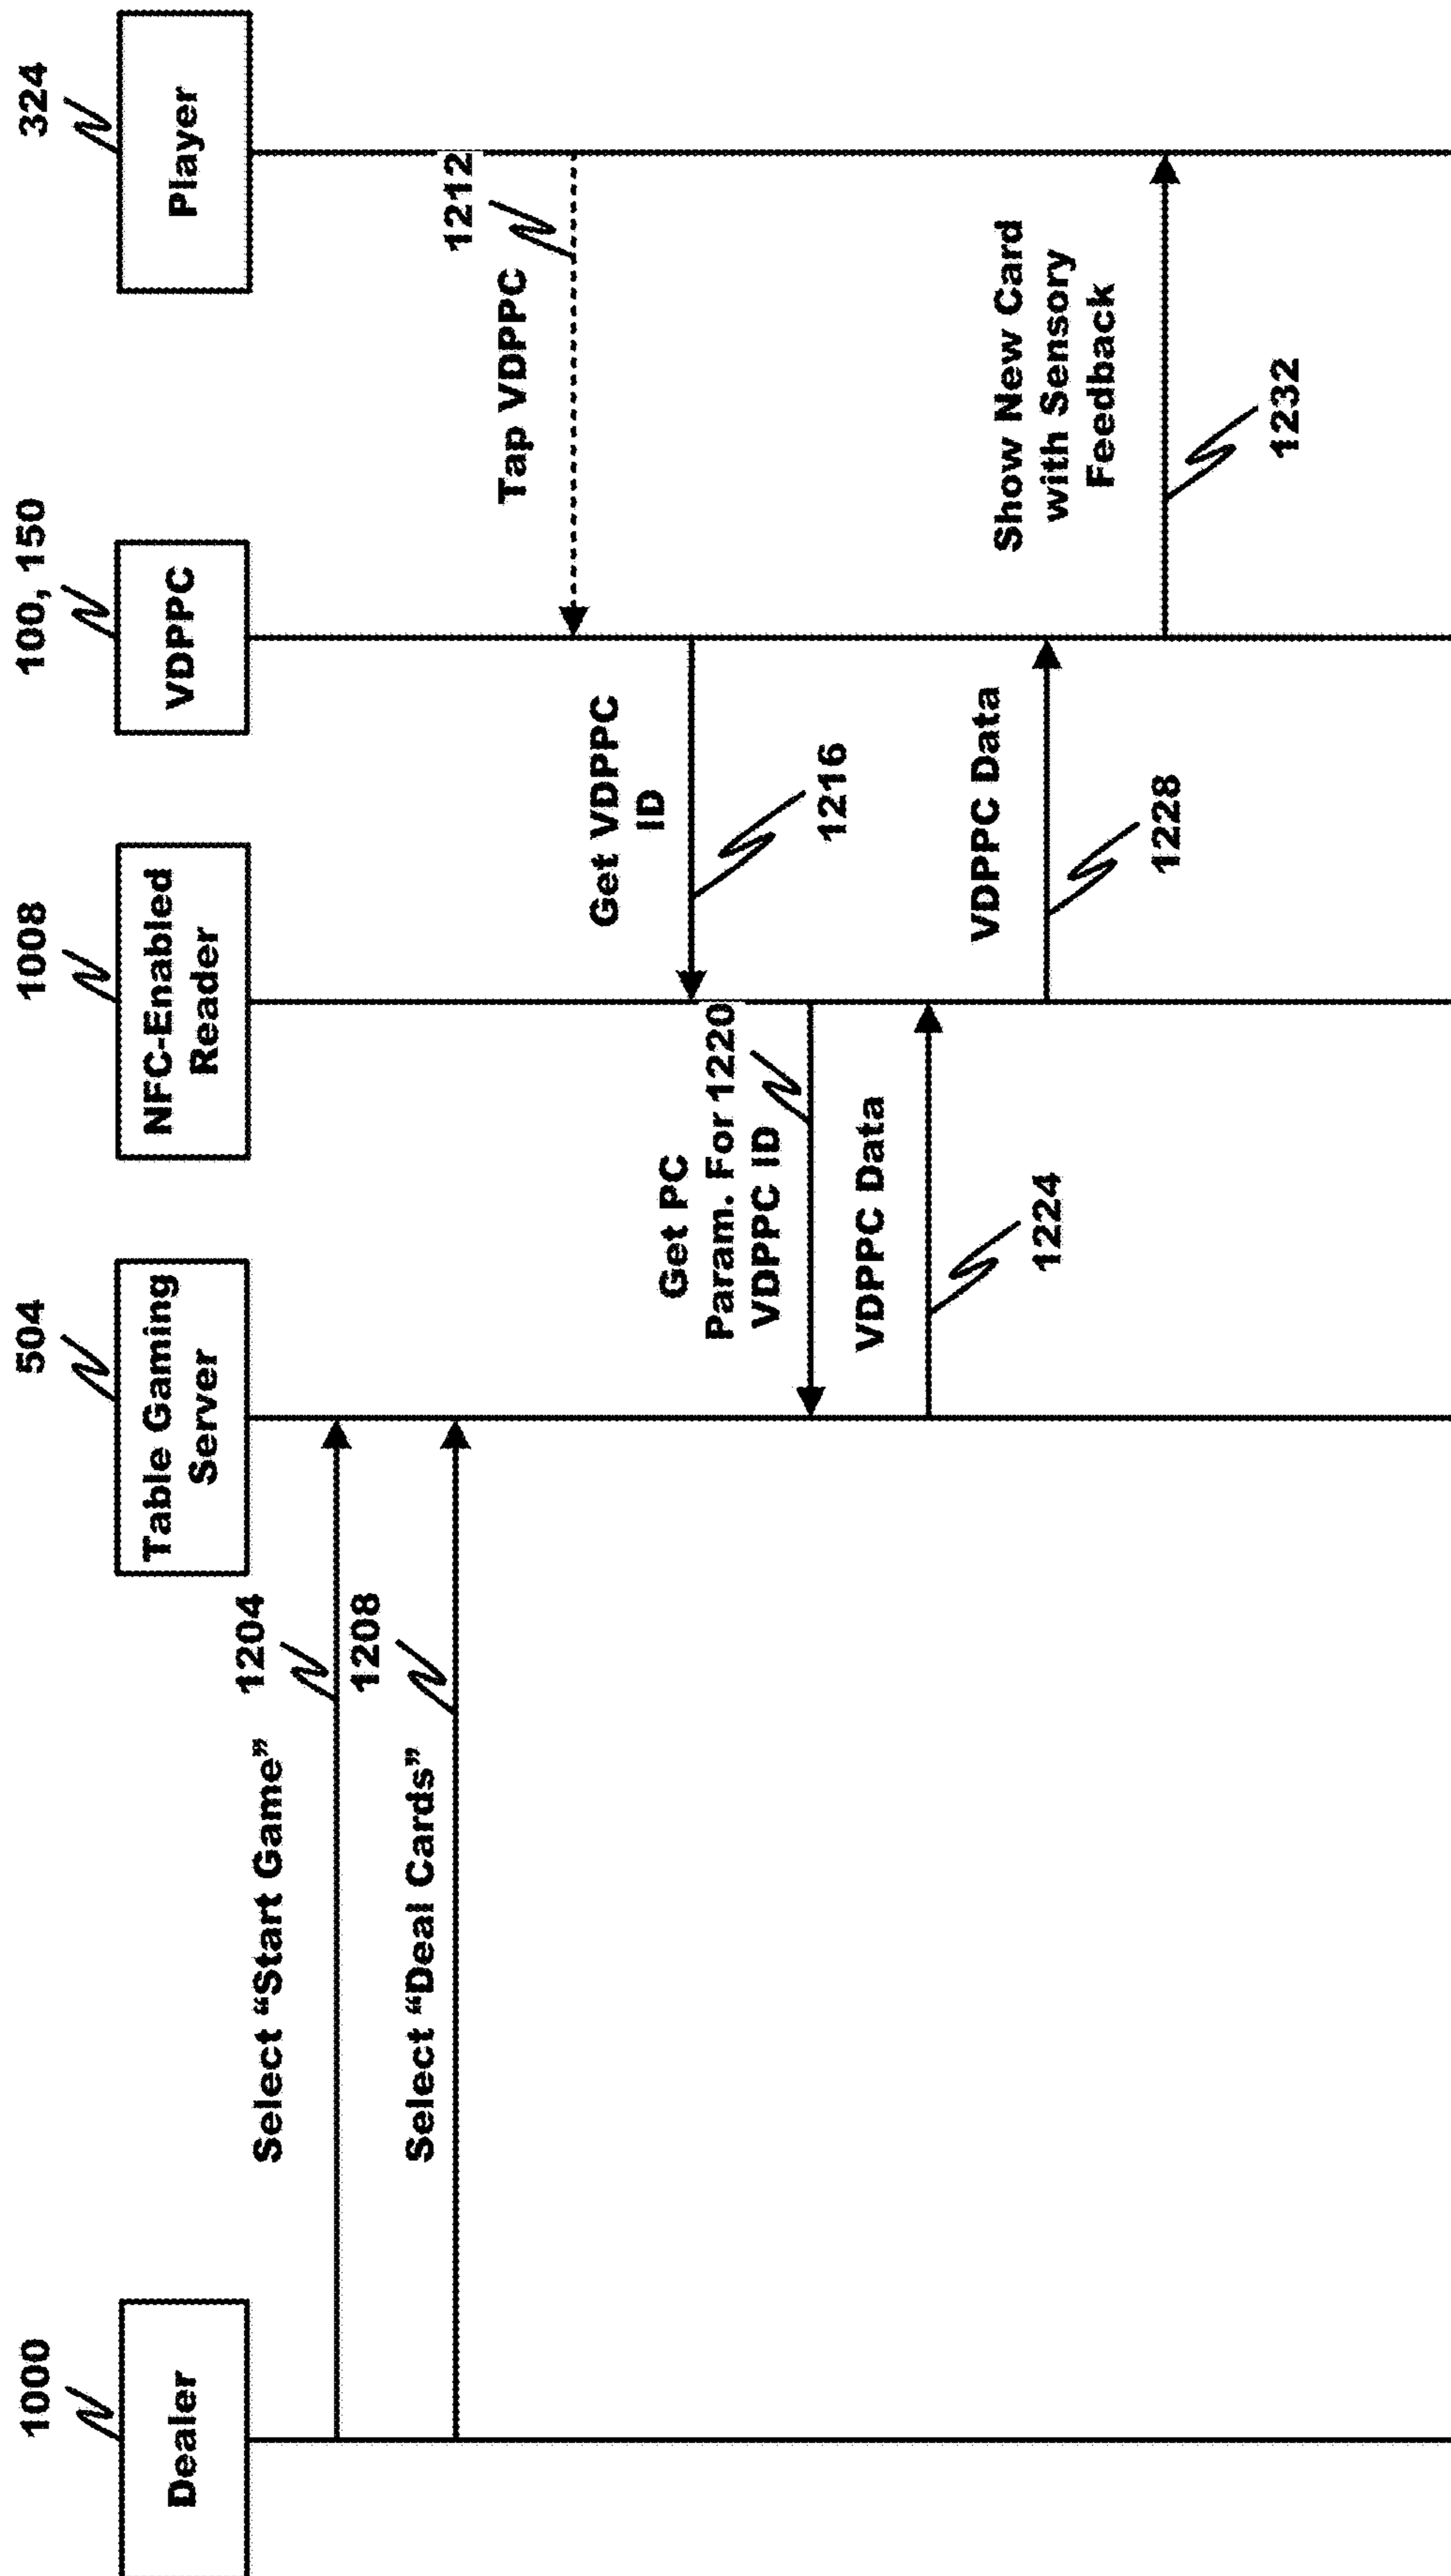 1000
Dealer
504
Table Gaming
Server
1008
NFC-Enabled
Reader
100, 150
VDPPC
324
Player
Select “Start Game”
1204
Select “Deal Cards”
1208
Tap VDPPC
1212
Get VDPPC
ID
1216
Get PC
Param. For
VDPPC ID
1220
VDPPC Data
1224
VDPPC Data
1228
Show New Card
with Sensory
Feedback
1232